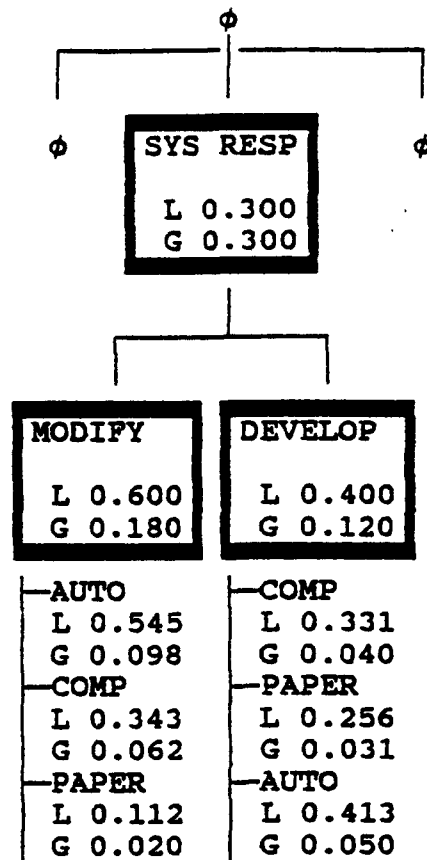 φ
φ
φ
SYS RESP
L 0.300
G 0.300
MODIFY
L 0.600
G 0.180
DEVELOP
L 0.400
G 0.120
AUTO
L 0.545
G 0.098
COMP
L 0.343
G 0.062
PAPER
L 0.112
G 0.020
COMP
L 0.331
G 0.040
PAPER
L 0.256
G 0.031
AUTO
L 0.413
G 0.050